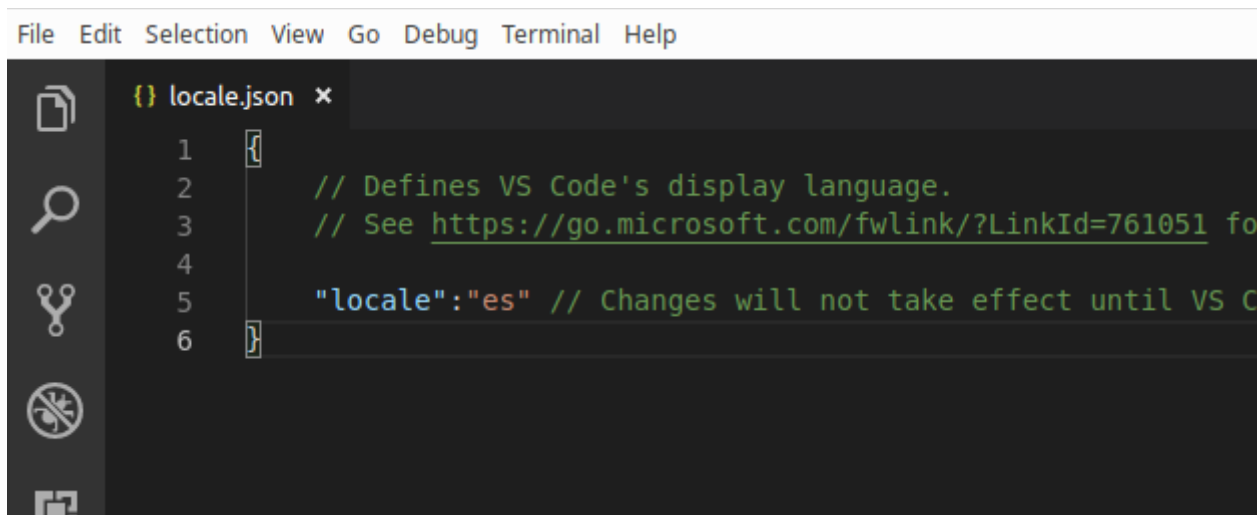 File Edit Selection View Go Debug Terminal Help
{} locale.json ×
1 {
2 // Defines VS Code's display language.
3 // See https://go.microsoft.com/fwlink/?LinkId=761051 fo
4
5 "locale":"es" // Changes will not take effect until VS C
6 }